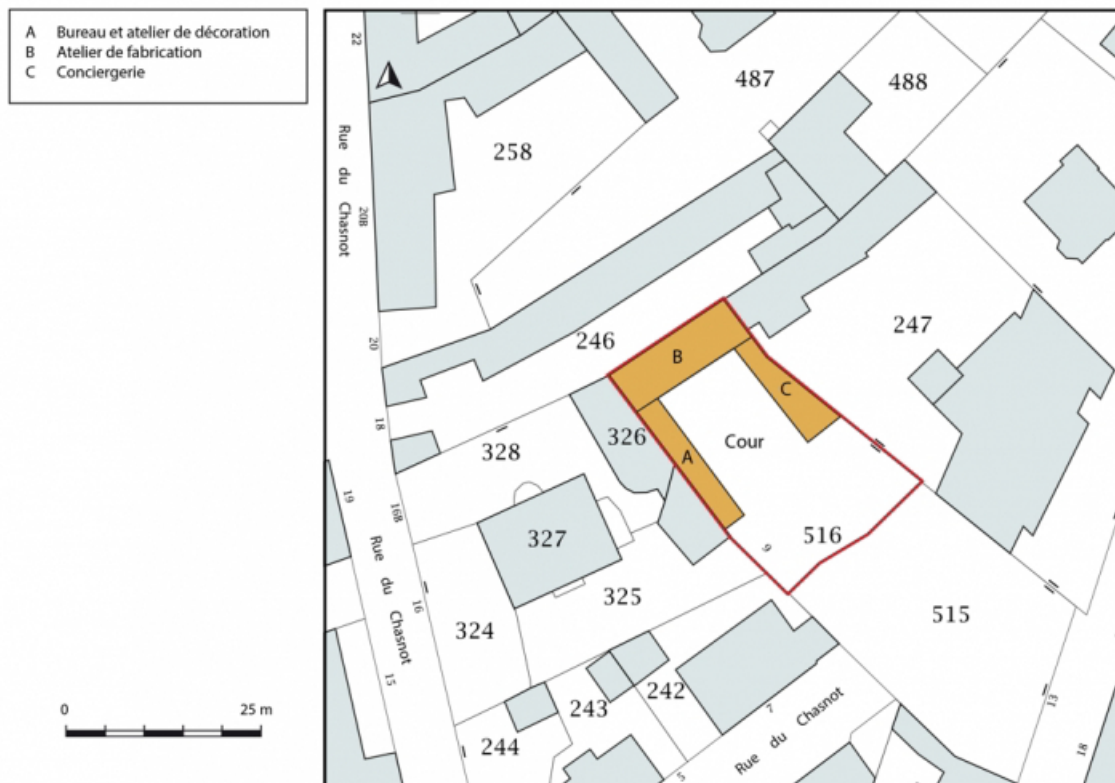 A Bureau et atelier de décoration
B Atelier de fabrication
C Conciergerie
22
487
488
Rue du Chasnot
258
20B
247
20
246
B
C
18
326
Cour
328
A
19
16B
327
9
516
Rue du Chasnot
16
325
515
324
15
242
243
7
13
0
25 m
244
Rue du Chasnot
5
18